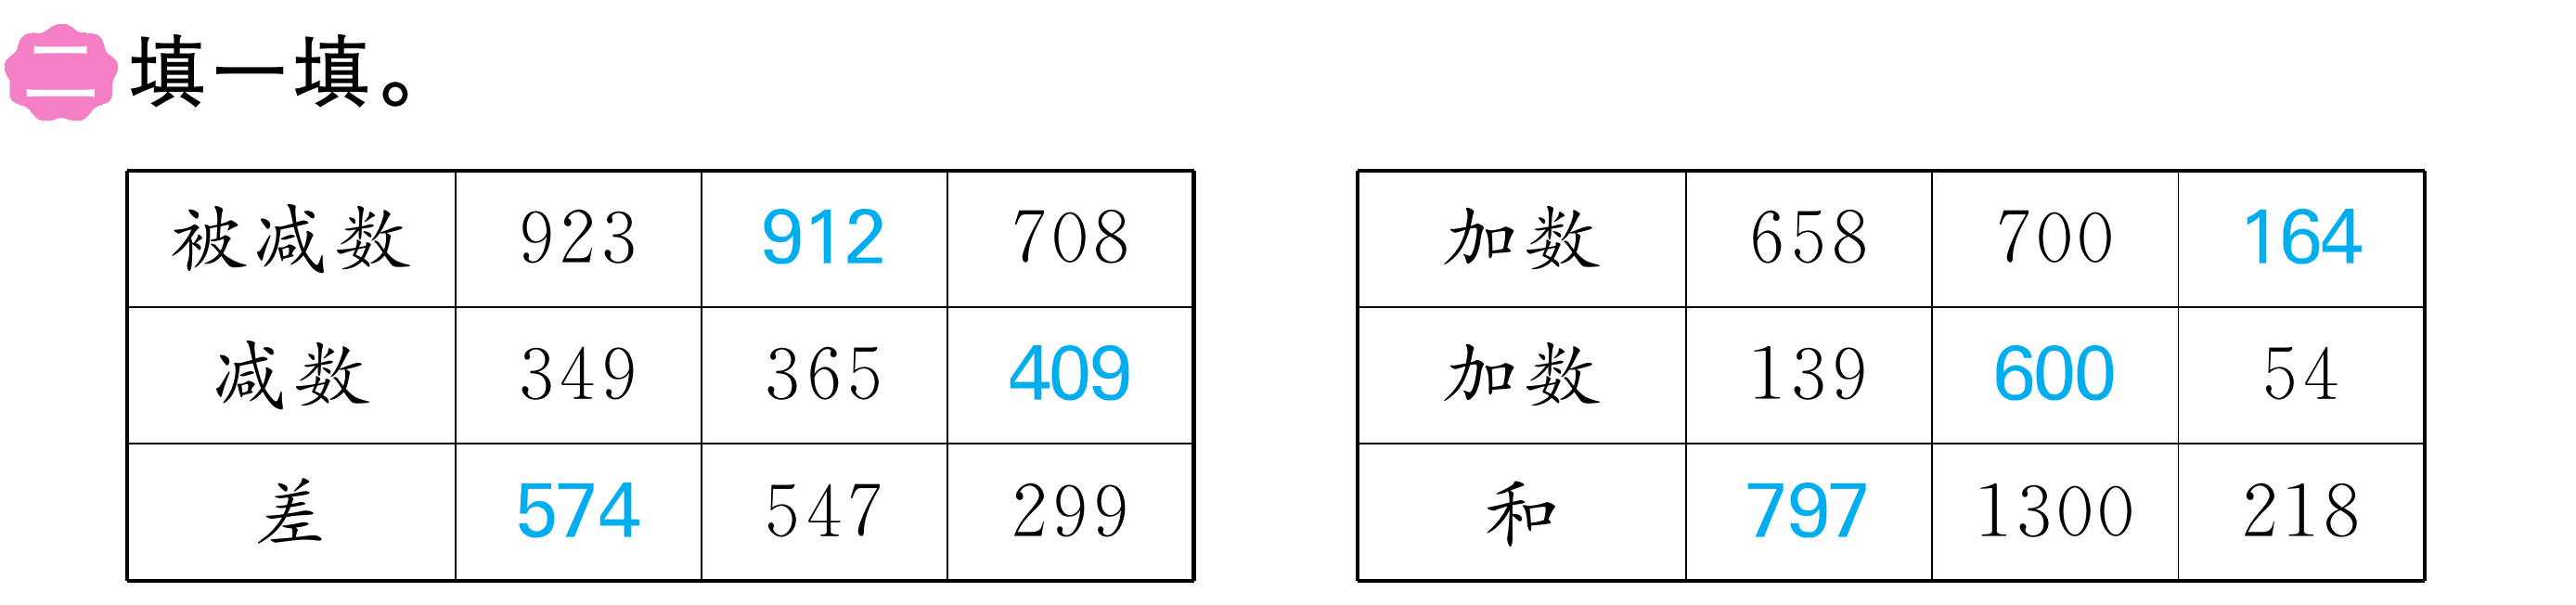 二 填一填。
被减数 923 912 708
减数 349 365 409
差 574 547 299
加数 658 700 164
加数 139 600 54
和 797 1300 218